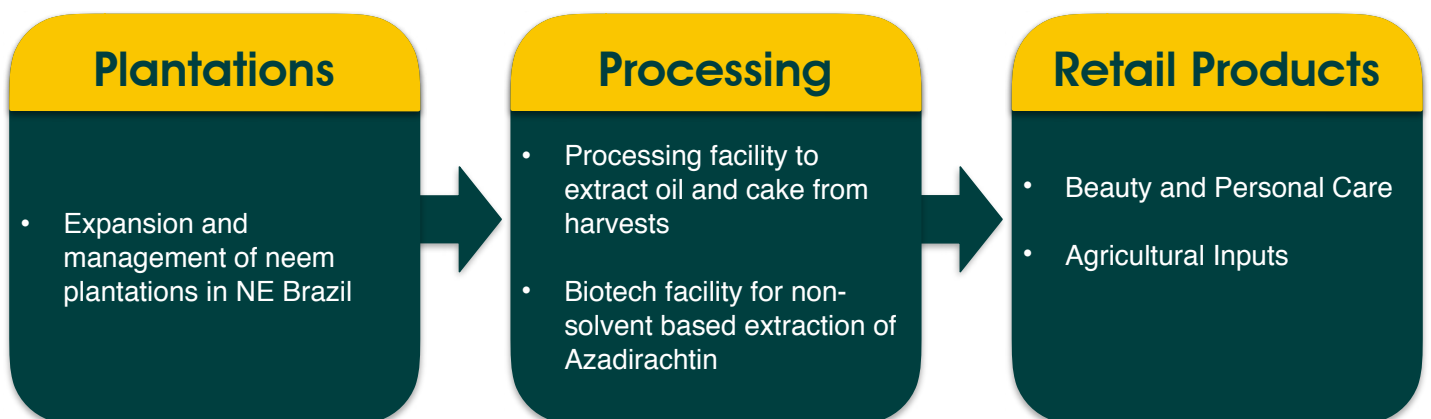 Plantations
• Expansion and
management of neem
plantations in NE Brazil
Processing
• Processing facility to
extract oil and cake from
harvests
• Biotech facility for non-
solvent based extraction of
Azadirachtin
Retail Products
• Beauty and Personal Care
• Agricultural Inputs